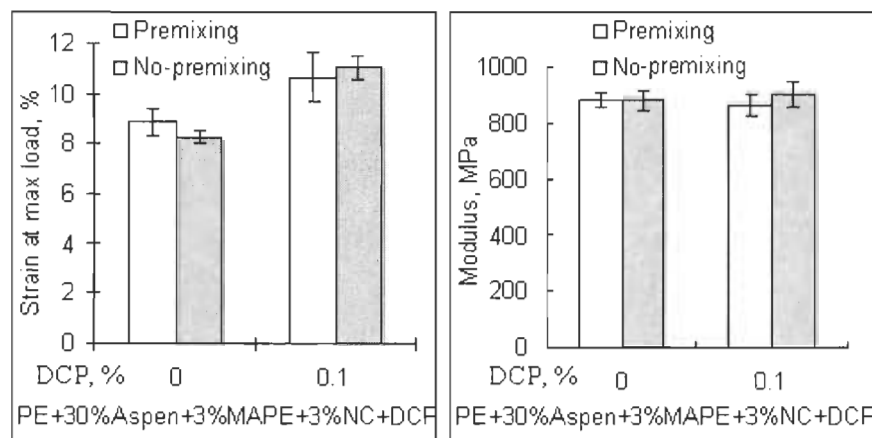 Premixing
No-premixing
12
10
8
6
4
2
0
Strain at max load, %
DCP, %
0
0.1
PE+30%Aspen+3%MAPE+3%NC+DCP
Premixing
No-premixing
1000
800
600
400
200
0
Modulus, MPa
DCP, %
0
0.1
PE+30%Aspen+3%MAPE+3%NC+DCF